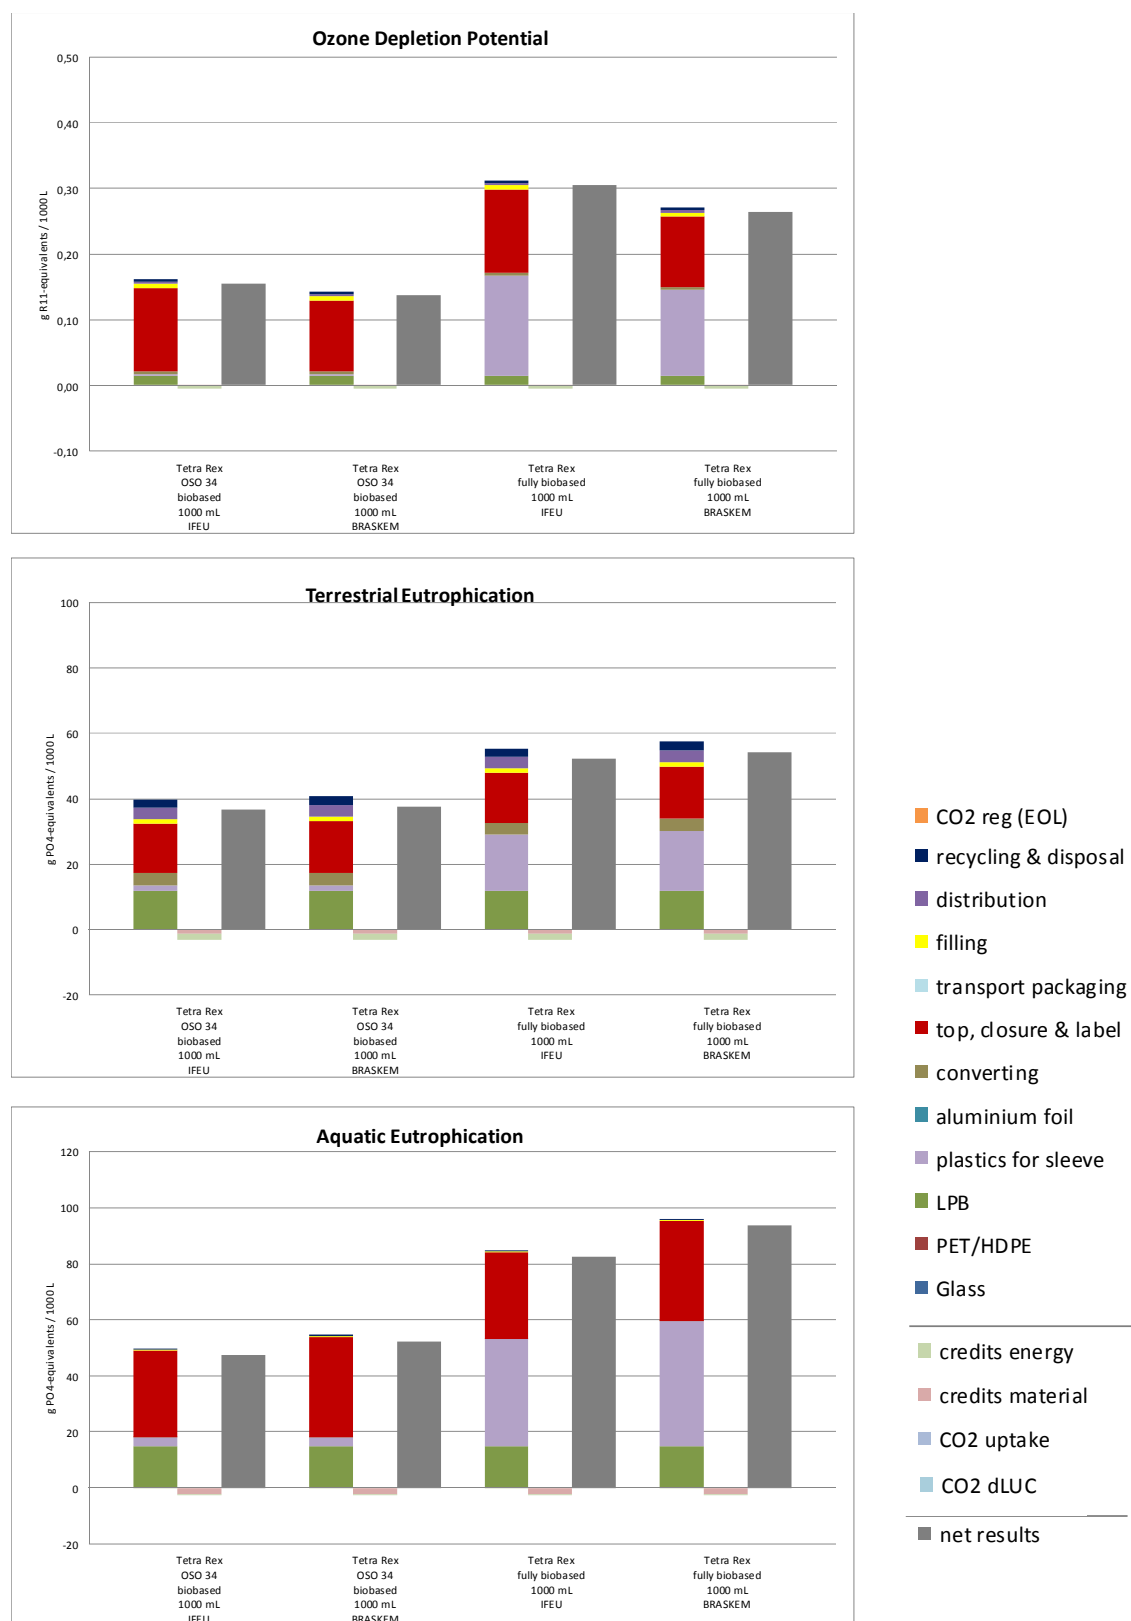 Ozone Depletion Potential
0,50
0,40
0,30
0,20
0,10
0,00
-0,10
g R11-equivalents / 1000 L
Tetra Rex
OSO 34
biobased
1000 mL
IFEU
Tetra Rex
OSO 34
biobased
1000 mL
BRASKEM
Tetra Rex
fully biobased
1000 mL
IFEU
Tetra Rex
fully biobased
1000 mL
BRASKEM
Terrestrial Eutrophication
100
80
60
40
20
0
-20
g PO4-equivalents / 1000 L
Tetra Rex
OSO 34
biobased
1000 mL
IFEU
Tetra Rex
OSO 34
biobased
1000 mL
BRASKEM
Tetra Rex
fully biobased
1000 mL
IFEU
Tetra Rex
fully biobased
1000 mL
BRASKEM
Aquatic Eutrophication
120
100
80
60
40
20
0
-20
g PO4-equivalents / 1000 L
Tetra Rex
OSO 34
biobased
1000 mL
IFEU
Tetra Rex
OSO 34
biobased
1000 mL
BRASKEM
Tetra Rex
fully biobased
1000 mL
IFEU
Tetra Rex
fully biobased
1000 mL
BRASKEM
CO2 reg (EOL)
recycling & disposal
distribution
filling
transport packaging
top, closure & label
converting
aluminium foil
plastics for sleeve
LPB
PET/HDPE
Glass
credits energy
credits material
CO2 uptake
CO2 dLUC
net results